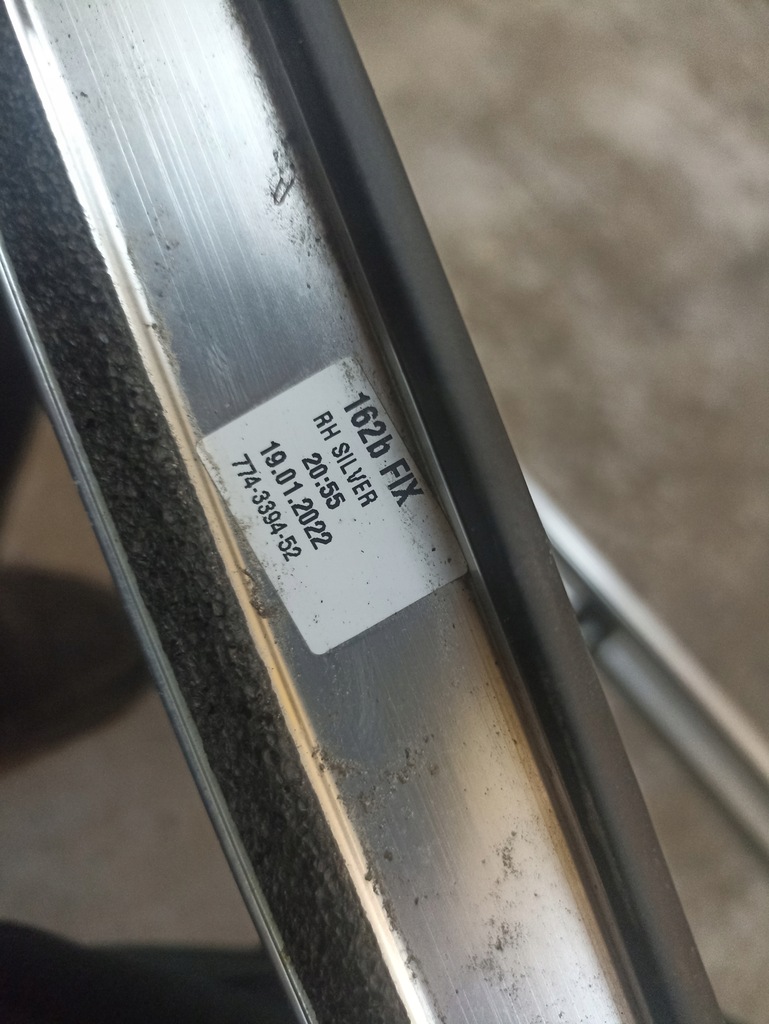 162b FIX
RH SILVER
20:55
19.01.2022
774-3394-52